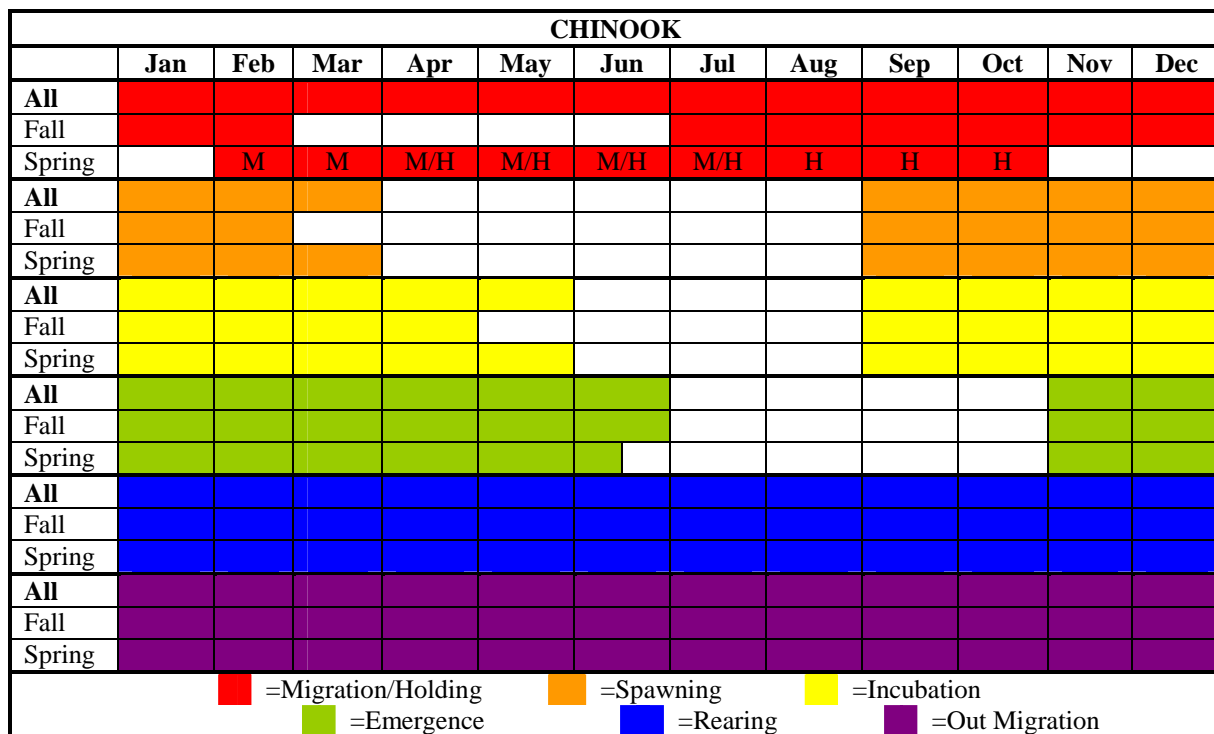 CHINOOK
Jan Feb Mar Apr May Jun Jul Aug Sep Oct Nov Dec
All
Fall
Spring M M M/H M/H M/H M/H H H H
All
Fall
Spring
All
Fall
Spring
All
Fall
Spring
All
Fall
Spring
All
Fall
Spring
=Migration/Holding =Spawning =Incubation
=Emergence =Rearing =Out Migration